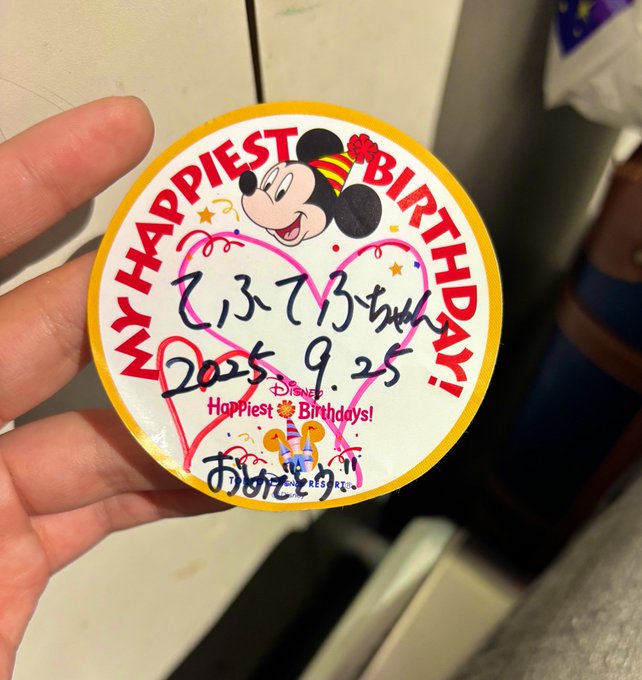 MY HAPPIEST BIRTHDAY!
てふてふちゃん
2025.9.25
Disney
HaPPiest Birthdays!
おめでとう!!
TOKYO DISNEY RESORT®
©Disney